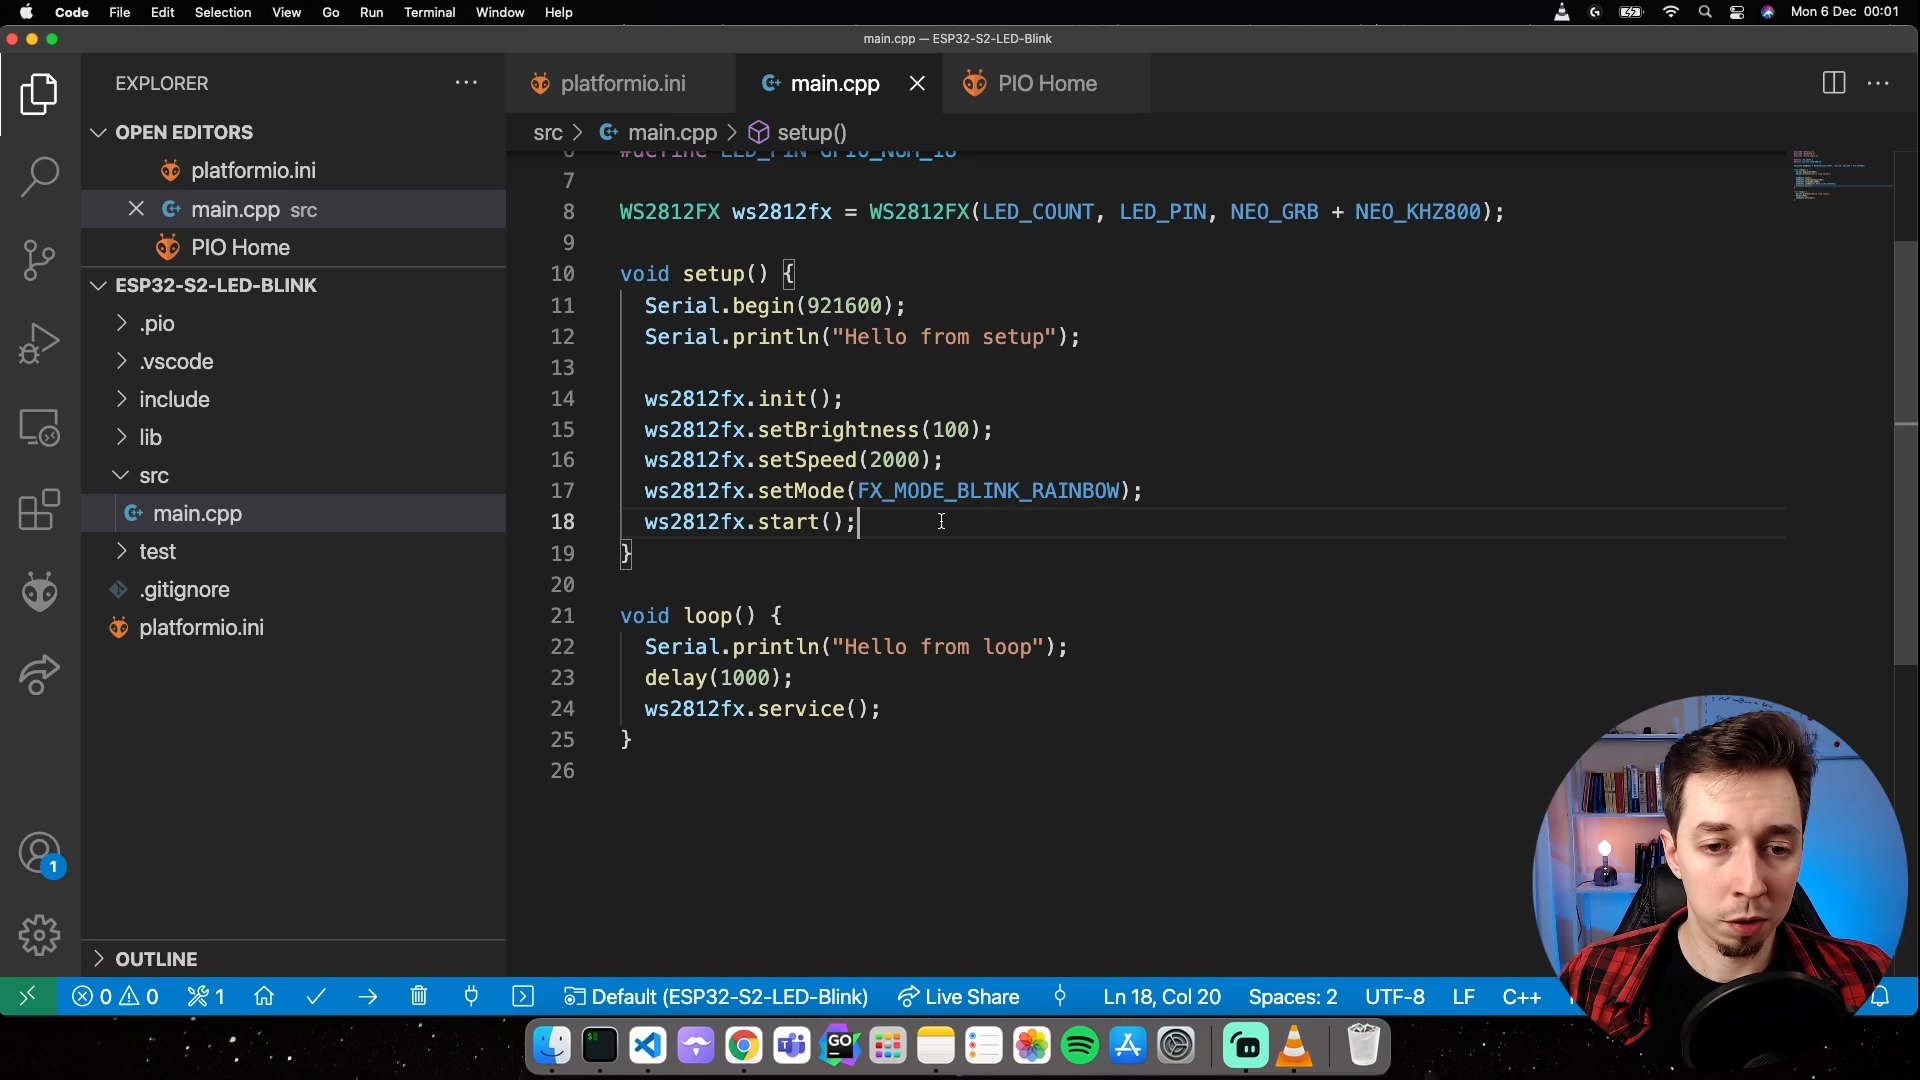 Code File Edit Selection View Go Run Terminal Window Help
Mon 6 Dec 00:01
main.cpp — ESP32-S2-LED-Blink
EXPLORER
platformio.ini
main.cpp
PIO Home
OPEN EDITORS
platformio.ini
main.cpp src
PIO Home
ESP32-S2-LED-BLINK
.pio
.vscode
include
lib
src
main.cpp
test
.gitignore
platformio.ini
OUTLINE
src > main.cpp > setup()
6 #define LED_PIN GPIO_NUM_18
7
8 WS2812FX ws2812fx = WS2812FX(LED_COUNT, LED_PIN, NEO_GRB + NEO_KHZ800);
9
10 void setup() {
11 Serial.begin(921600);
12 Serial.println("Hello from setup");
13
14 ws2812fx.init();
15 ws2812fx.setBrightness(100);
16 ws2812fx.setSpeed(2000);
17 ws2812fx.setMode(FX_MODE_BLINK_RAINBOW);
18 ws2812fx.start();
19 }
20
21 void loop() {
22 Serial.println("Hello from loop");
23 delay(1000);
24 ws2812fx.service();
25 }
26
1
0 0 1 Default (ESP32-S2-LED-Blink) Live Share Ln 18, Col 20 Spaces: 2 UTF-8 LF C++
GO